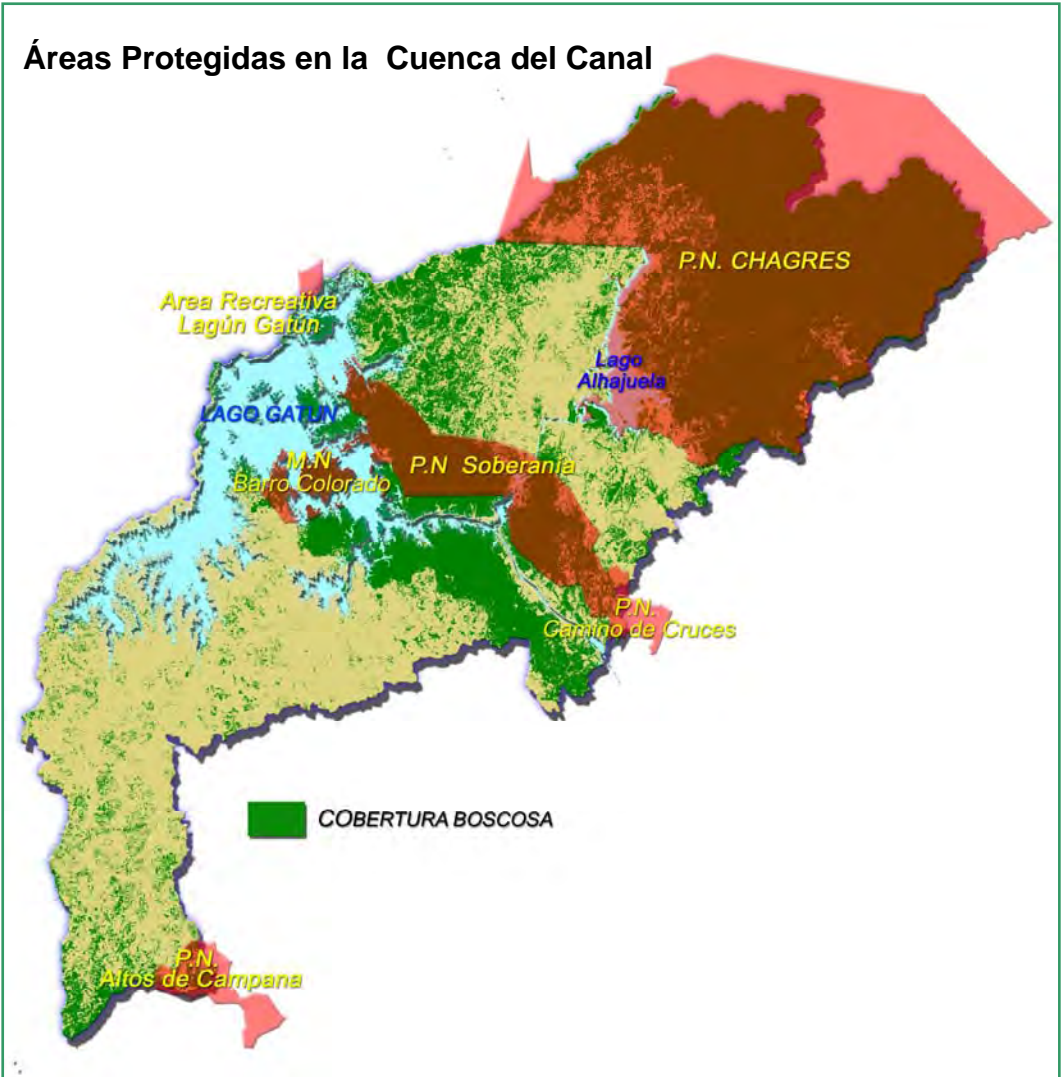 Áreas Protegidas en la Cuenca del Canal
P.N. CHAGRES
Area Recreativa
Lagún Gatún
Lago
Alhajuela
LAGO GATUN
M.N
Barro Colorado
P.N Soberanía
P.N.
Camino de Cruces
COBERTURA BOSCOSA
P.N.
Altos de Campana